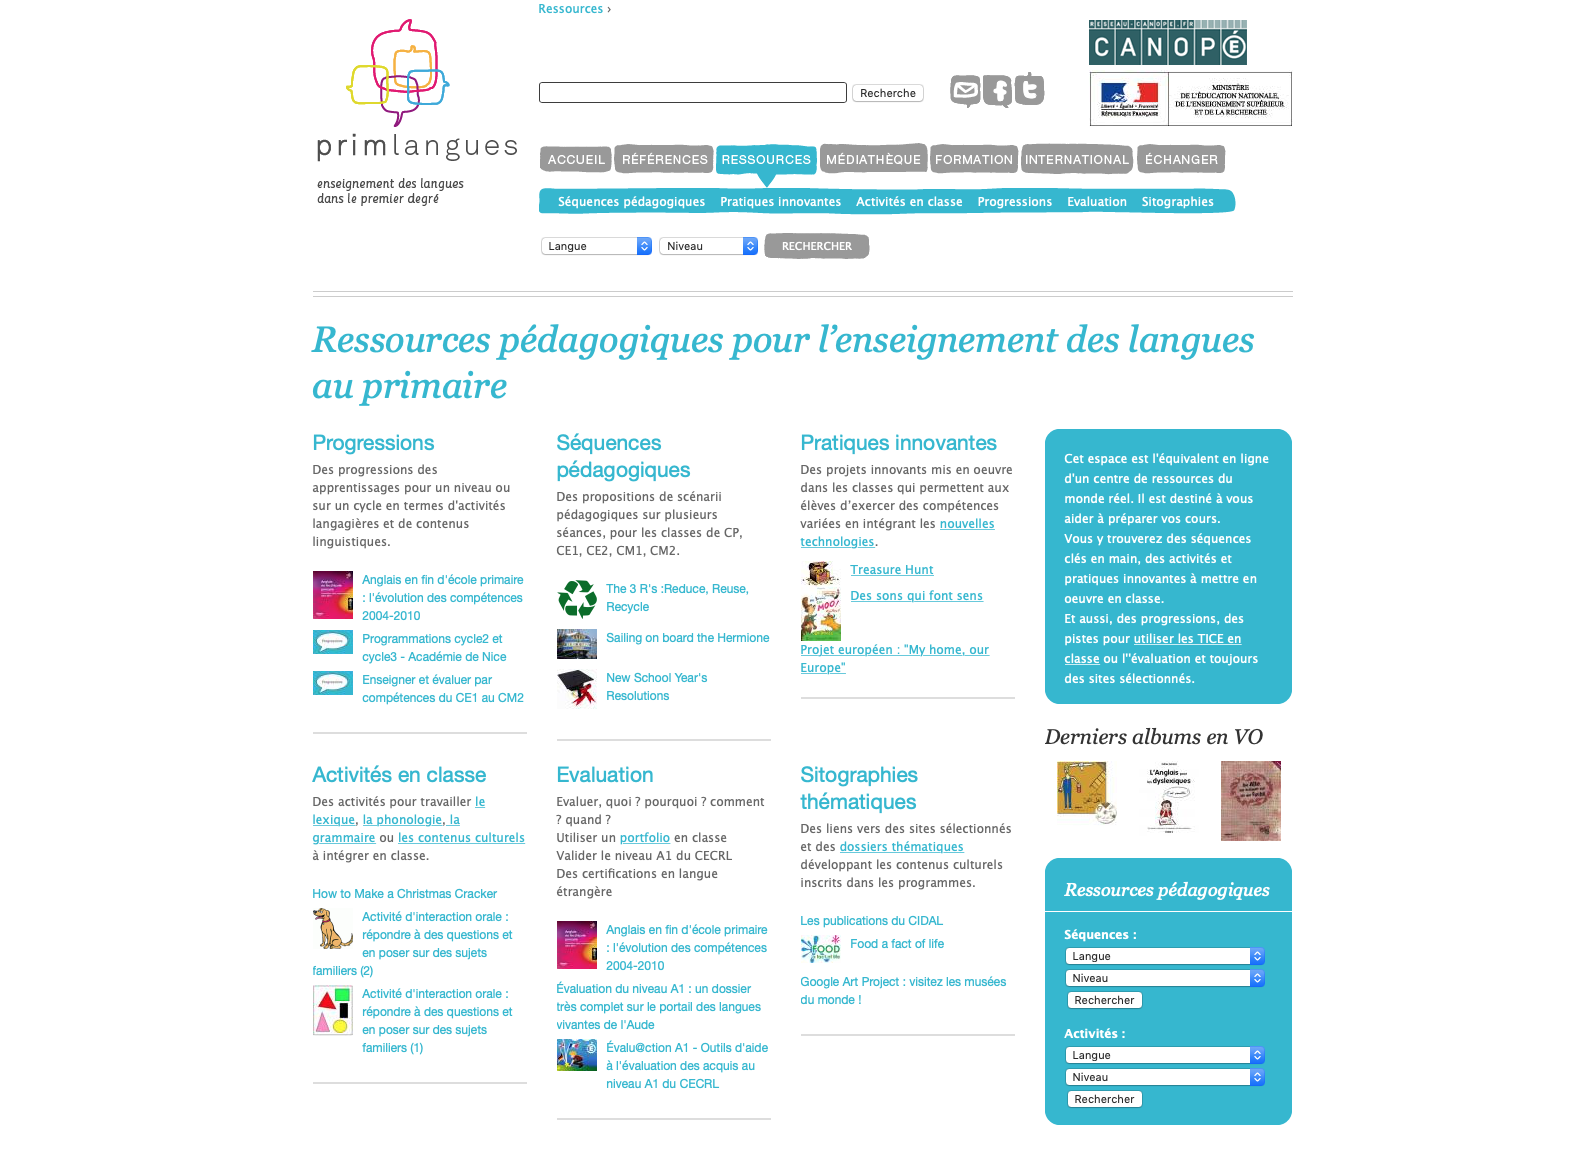 Ressources ›
RESEAU-CANOPE.FR
CANOPÉ
Recherche
Liberté • Égalité • Fraternité
RÉPUBLIQUE FRANÇAISE
MINISTÈRE
DE L'ÉDUCATION NATIONALE,
DE L'ENSEIGNEMENT SUPÉRIEUR
ET DE LA RECHERCHE
primlangues
enseignement des langues
dans le premier degré
ACCUEIL RÉFÉRENCES RESSOURCES MÉDIATHÈQUE FORMATION INTERNATIONAL ÉCHANGER
Séquences pédagogiques Pratiques innovantes Activités en classe Progressions Evaluation Sitographies
Langue Niveau RECHERCHER
Ressources pédagogiques pour l’enseignement des langues
au primaire
Progressions
Des progressions des
apprentissages pour un niveau ou
sur un cycle en termes d'activités
langagières et de contenus
linguistiques.
Anglais en fin d'école primaire
: l'évolution des compétences
2004-2010
Programmations cycle2 et
cycle3 - Académie de Nice
Enseigner et évaluer par
compétences du CE1 au CM2
Séquences
pédagogiques
Des propositions de scénarii
pédagogiques sur plusieurs
séances, pour les classes de CP,
CE1, CE2, CM1, CM2.
The 3 R's :Reduce, Reuse,
Recycle
Sailing on board the Hermione
New School Year's
Resolutions
Pratiques innovantes
Des projets innovants mis en oeuvre
dans les classes qui permettent aux
élèves d’exercer des compétences
variées en intégrant les nouvelles
technologies.
Treasure Hunt
MOO!
Des sons qui font sens
Projet européen : "My home, our
Europe"
Cet espace est l'équivalent en ligne
d'un centre de ressources du
monde réel. Il est destiné à vous
aider à préparer vos cours.
Vous y trouverez des séquences
clés en main, des activités et
pratiques innovantes à mettre en
oeuvre en classe.
Et aussi, des progressions, des
pistes pour utiliser les TICE en
classe ou l''évaluation et toujours
des sites sélectionnés.
Activités en classe
Des activités pour travailler le
lexique, la phonologie, la
grammaire ou les contenus culturels
à intégrer en classe.
How to Make a Christmas Cracker
Activité d'interaction orale :
répondre à des questions et
en poser sur des sujets
familiers (2)
Activité d'interaction orale :
répondre à des questions et
en poser sur des sujets
familiers (1)
Evaluation
Evaluer, quoi ? pourquoi ? comment
? quand ?
Utiliser un portfolio en classe
Valider le niveau A1 du CECRL
Des certifications en langue
étrangère
Anglais en fin d'école primaire
: l'évolution des compétences
2004-2010
Évaluation du niveau A1 : un dossier
très complet sur le portail des langues
vivantes de l'Aude
Évalu@ction A1 - Outils d'aide
à l'évaluation des acquis au
niveau A1 du CECRL
Sitographies
thématiques
Des liens vers des sites sélectionnés
et des dossiers thématiques
développant les contenus culturels
inscrits dans les programmes.
Les publications du CIDAL
FOOD
Food a fact of life
Google Art Project : visitez les musées
du monde !
Derniers albums en VO
L'Anglais pour
les dyslexiques
Ressources pédagogiques
Séquences :
Langue
Niveau
Rechercher
Activités :
Langue
Niveau
Rechercher